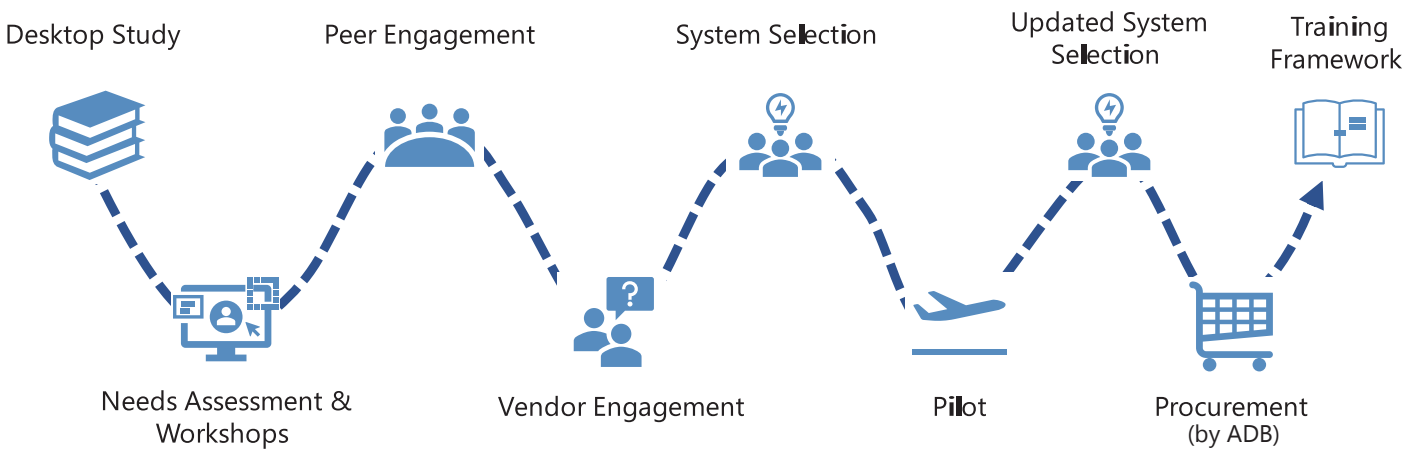 Desktop Study
Needs Assessment &
Workshops
Peer Engagement
Vendor Engagement
System Selection
Pilot
Updated System
Selection
Procurement
(by ADB)
Training
Framework
?